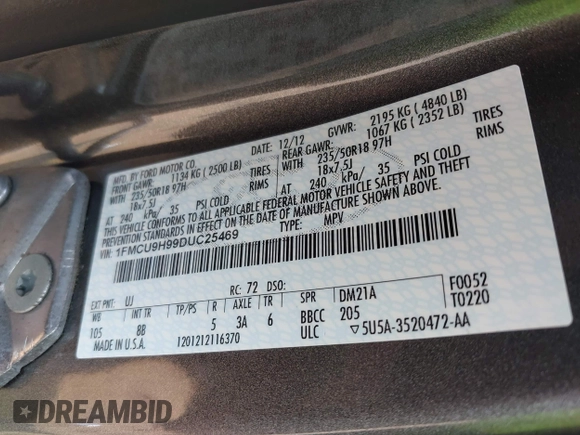 MFD. BY FORD MOTOR CO.
DATE: 12/12 GVWR: 2195 KG ( 4840 LB)
FRONT GAWR: 1134 KG ( 2500 LB) REAR GAWR: 1067 KG ( 2352 LB)
WITH 235/50R18 97H TIRES WITH 235/50R18 97H TIRES
18x7.5J RIMS 18x7.5J RIMS
AT 240 kPa/ 35 PSI COLD AT 240 kPa/ 35 PSI COLD
THIS VEHICLE CONFORMS TO ALL APPLICABLE FEDERAL MOTOR VEHICLE SAFETY AND THEFT
PREVENTION STANDARDS IN EFFECT ON THE DATE OF MANUFACTURE SHOWN ABOVE.
VIN: 1FMCU9H99DUC25469 TYPE: MPV
EXT PNT: UJ RC: 72 DSO: F0052
WB INT TR TP/PS R AXLE TR SPR DM21A T0220
105 88 5 3A 6 BBCC 205
MADE IN U.S.A. 1201212116370 ULC ▽5U5A-3520472-AA
DREAMBID